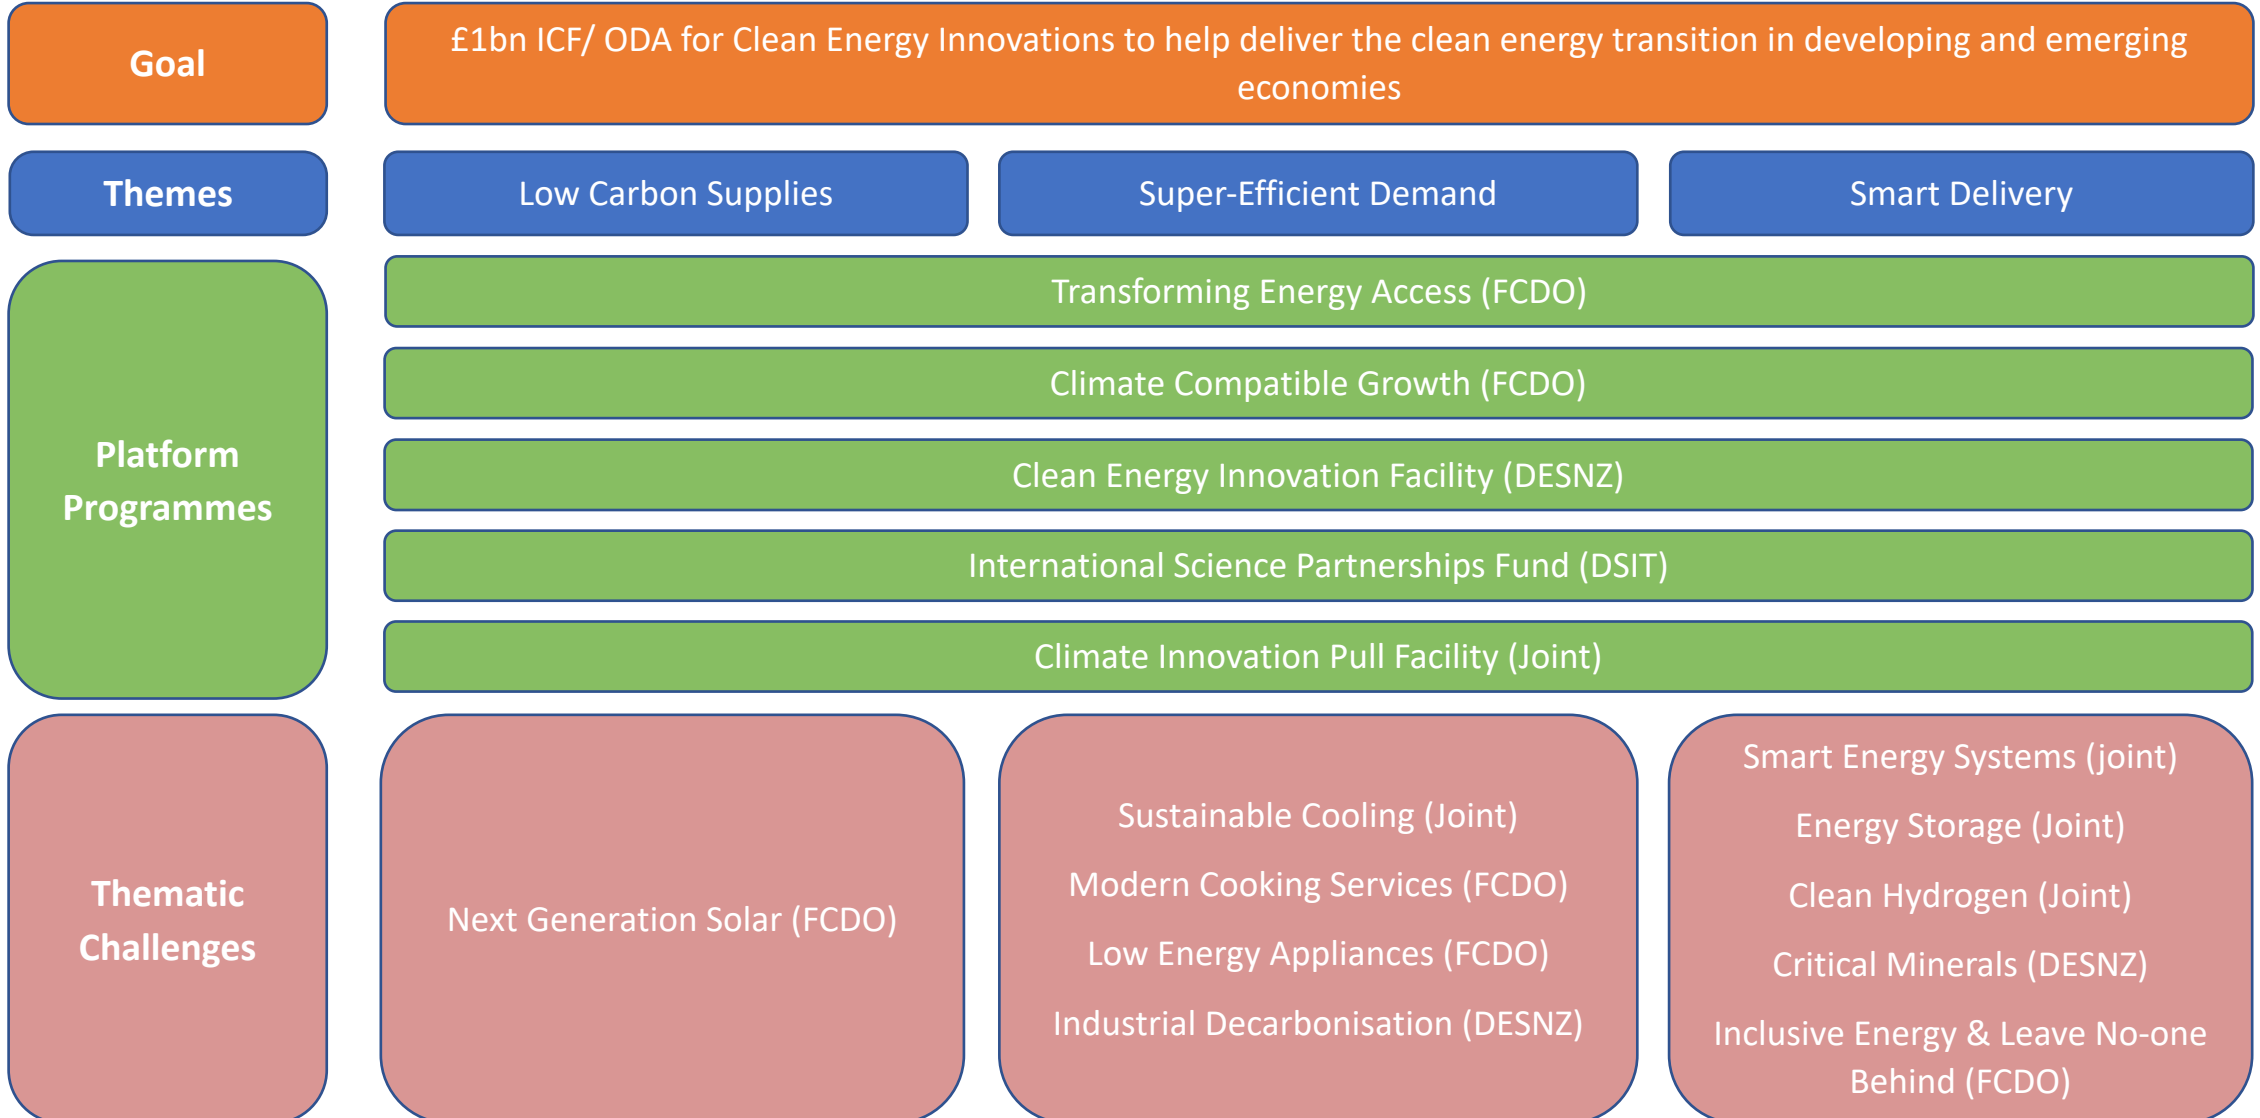 Goal
£1bn ICF/ ODA for Clean Energy Innovations to help deliver the clean energy transition in developing and emerging
economies
Themes
Low Carbon Supplies
Super-Efficient Demand
Smart Delivery
Platform
Programmes
Transforming Energy Access (FCDO)
Climate Compatible Growth (FCDO)
Clean Energy Innovation Facility (DESNZ)
International Science Partnerships Fund (DSIT)
Climate Innovation Pull Facility (Joint)
Thematic
Challenges
Next Generation Solar (FCDO)
Sustainable Cooling (Joint)
Modern Cooking Services (FCDO)
Low Energy Appliances (FCDO)
Industrial Decarbonisation (DESNZ)
Smart Energy Systems (joint)
Energy Storage (Joint)
Clean Hydrogen (Joint)
Critical Minerals (DESNZ)
Inclusive Energy & Leave No-one
Behind (FCDO)